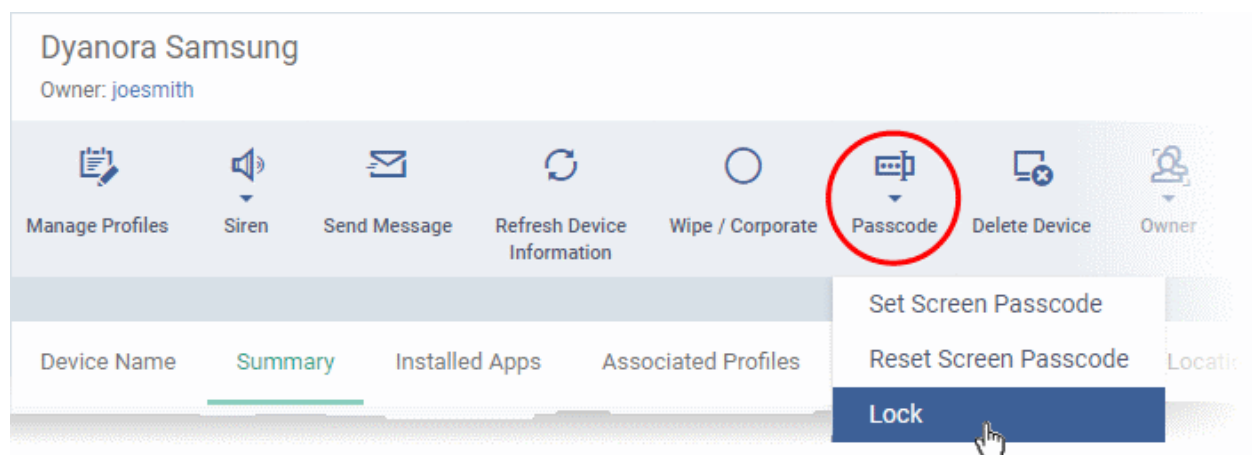 Dyanora Samsung
Owner: joesmith
Manage Profiles
Siren
Send Message
Refresh Device
Information
Wipe / Corporate
Passcode
Delete Device
Owner
Set Screen Passcode
Reset Screen Passcode
Lock
Device Name
Summary
Installed Apps
Associated Profiles